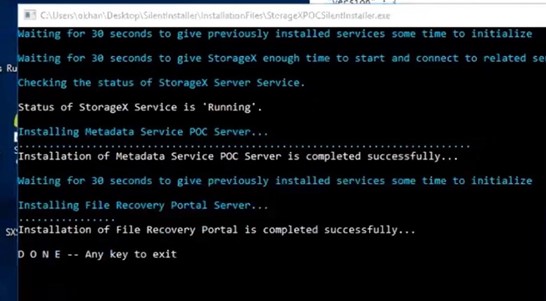 version" : "
C:\Users\okhan\Desktop\SilentInstaller\InstallationFiles\StorageXPOCSilentInstaller.exe
Waiting for 30 seconds to give previously installed services some time to initialize
Waiting for 30 seconds to give StorageX enough time to start and connect to related se
Checking the status of StorageX Server Service.
Status of StorageX Service is 'Running'.
Installing Metadata Service POC Server...
Installation of Metadata Service POC Server is completed successfully...
Waiting for 30 seconds to give previously installed services some time to initialize
Installing File Recovery Portal Server...
Installation of File Recovery Portal is completed successfully...
D O N E -- Any key to exit